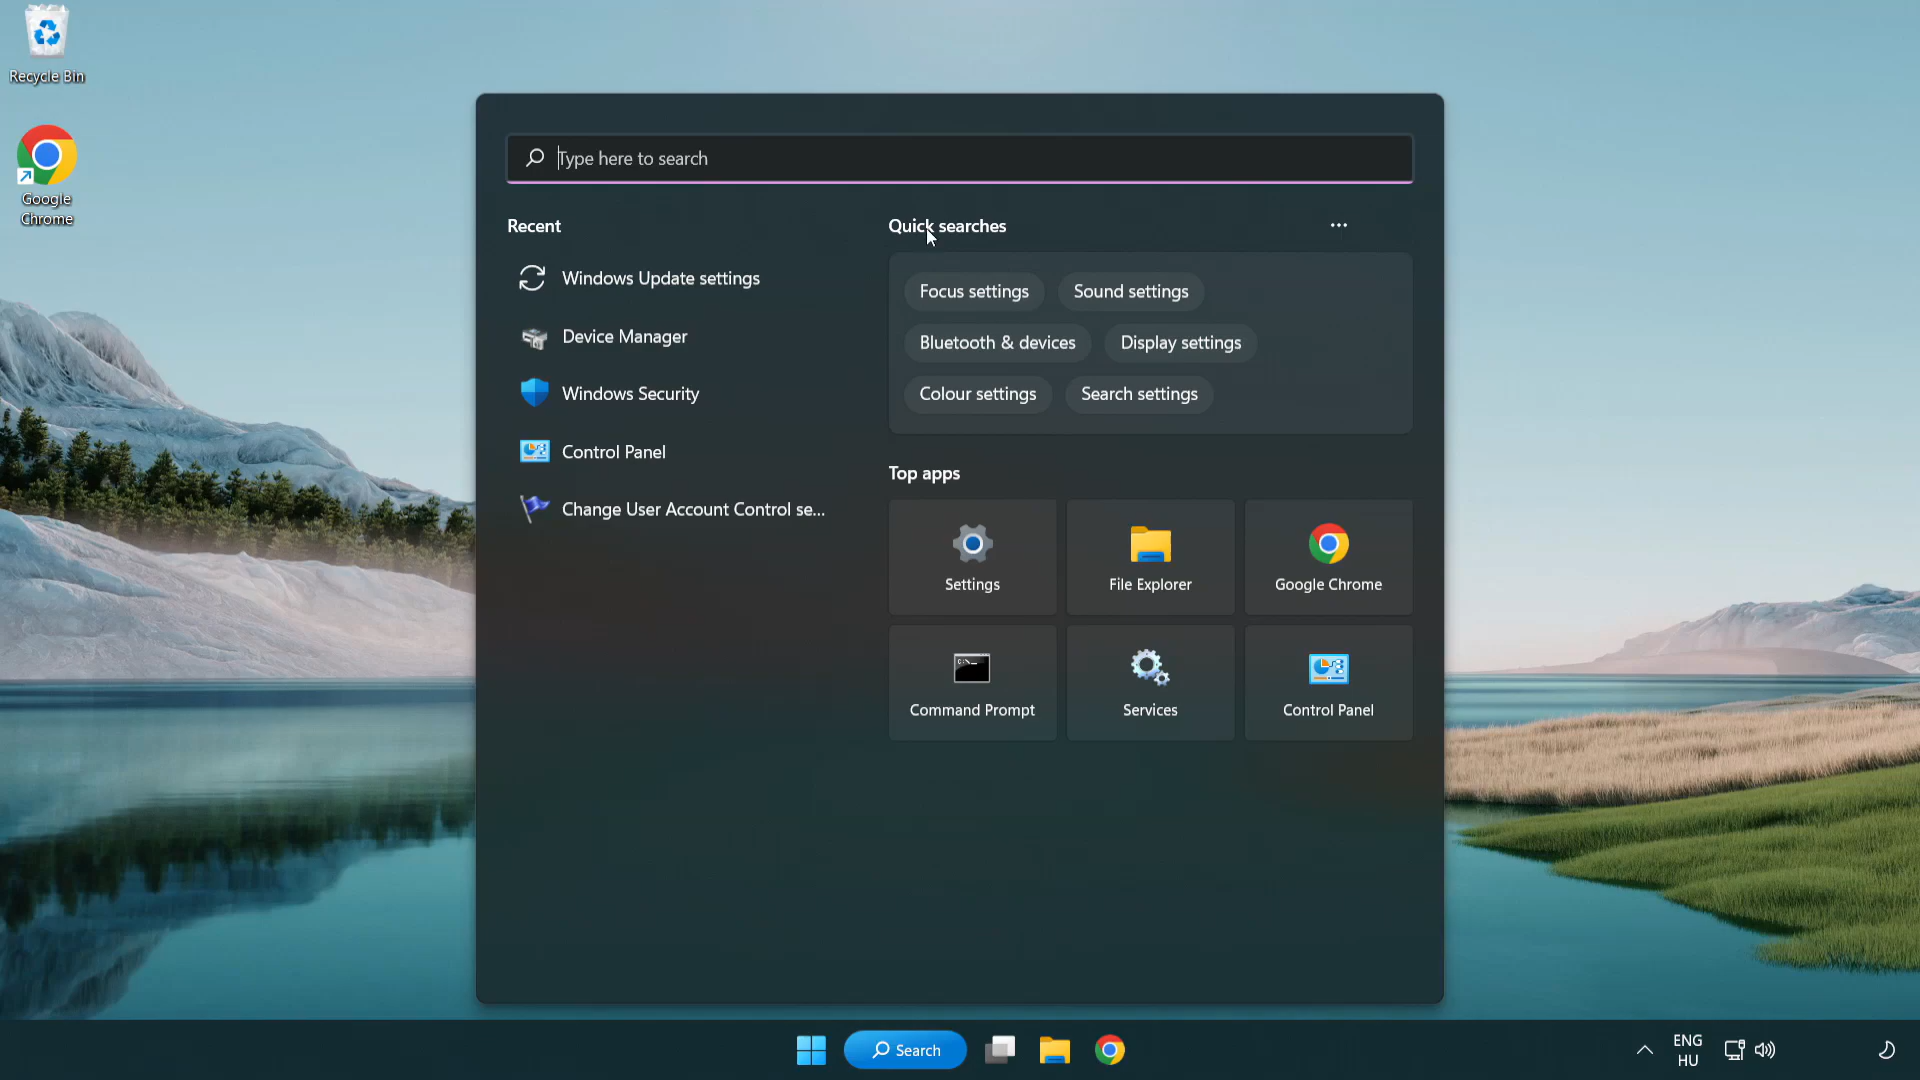 Recycle Bin
Google
Chrome
Type here to search
Recent
Windows Update settings
Device Manager
Windows Security
Control Panel
Change User Account Control se...
Quick searches
Focus settings
Sound settings
Bluetooth & devices
Display settings
Colour settings
Search settings
Top apps
Settings
File Explorer
Google Chrome
Command Prompt
Services
Control Panel
Search
ENG
HU